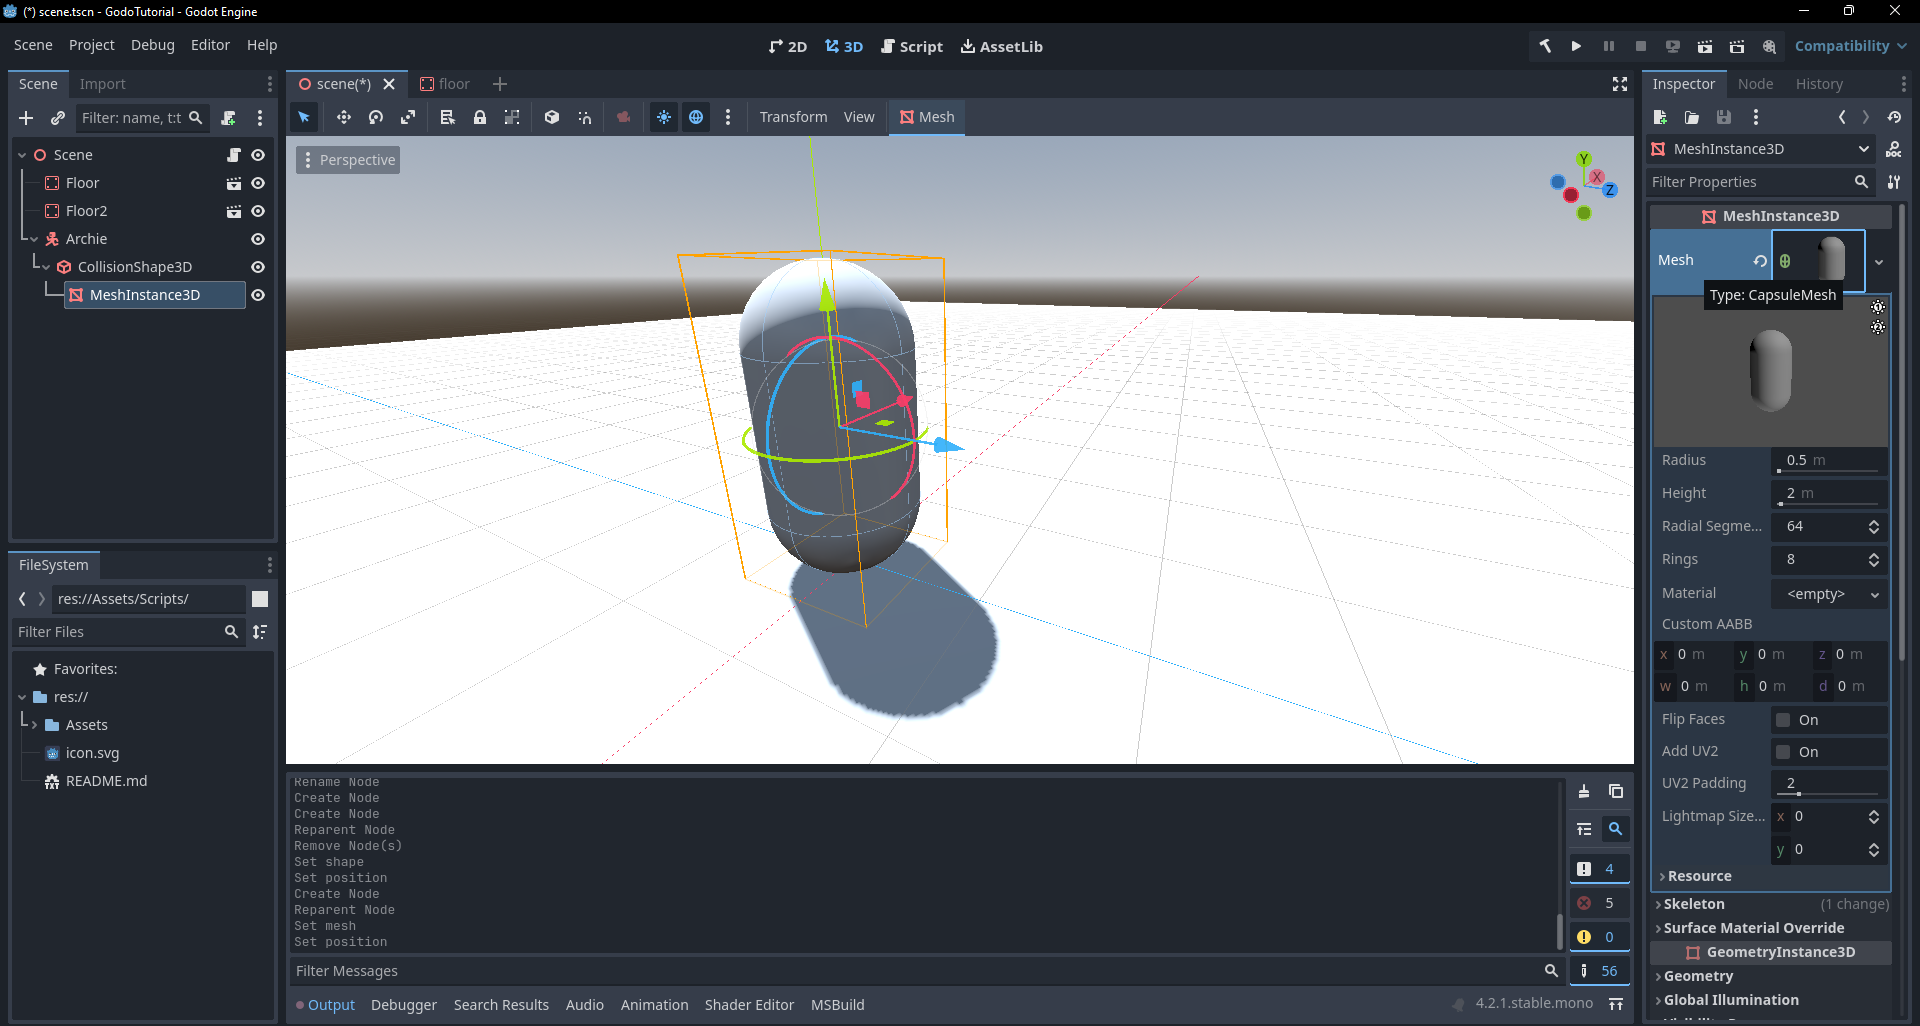 (*) scene.tscn - GodoTutorial - Godot Engine
Scene Project Debug Editor Help
2D 3D Script AssetLib
Compatibility
Scene Import
Filter: name, t:t
Scene
Floor
Floor2
Archie
CollisionShape3D
MeshInstance3D
FileSystem
res://Assets/Scripts/
Filter Files
Favorites:
res://
Assets
icon.svg
README.md
scene(*) floor
Transform View Mesh
Perspective
Y
X
Z
Rename Node
Create Node
Create Node
Reparent Node
Remove Node(s)
Set shape
Set position
Create Node
Reparent Node
Set mesh
Set position
4
5
0
56
Filter Messages
Output Debugger Search Results Audio Animation Shader Editor MSBuild
4.2.1.stable.mono
Inspector Node History
MeshInstance3D
DOC
Filter Properties
MeshInstance3D
Mesh
Type: CapsuleMesh
1
2
Radius 0.5 m
Height 2 m
Radial Segme... 64
Rings 8
Material <empty>
Custom AABB
x 0 m y 0 m z 0 m
w 0 m h 0 m d 0 m
Flip Faces On
Add UV2 On
UV2 Padding 2
Lightmap Size... x 0
y 0
Resource
Skeleton (1 change)
Surface Material Override
GeometryInstance3D
Geometry
Global Illumination